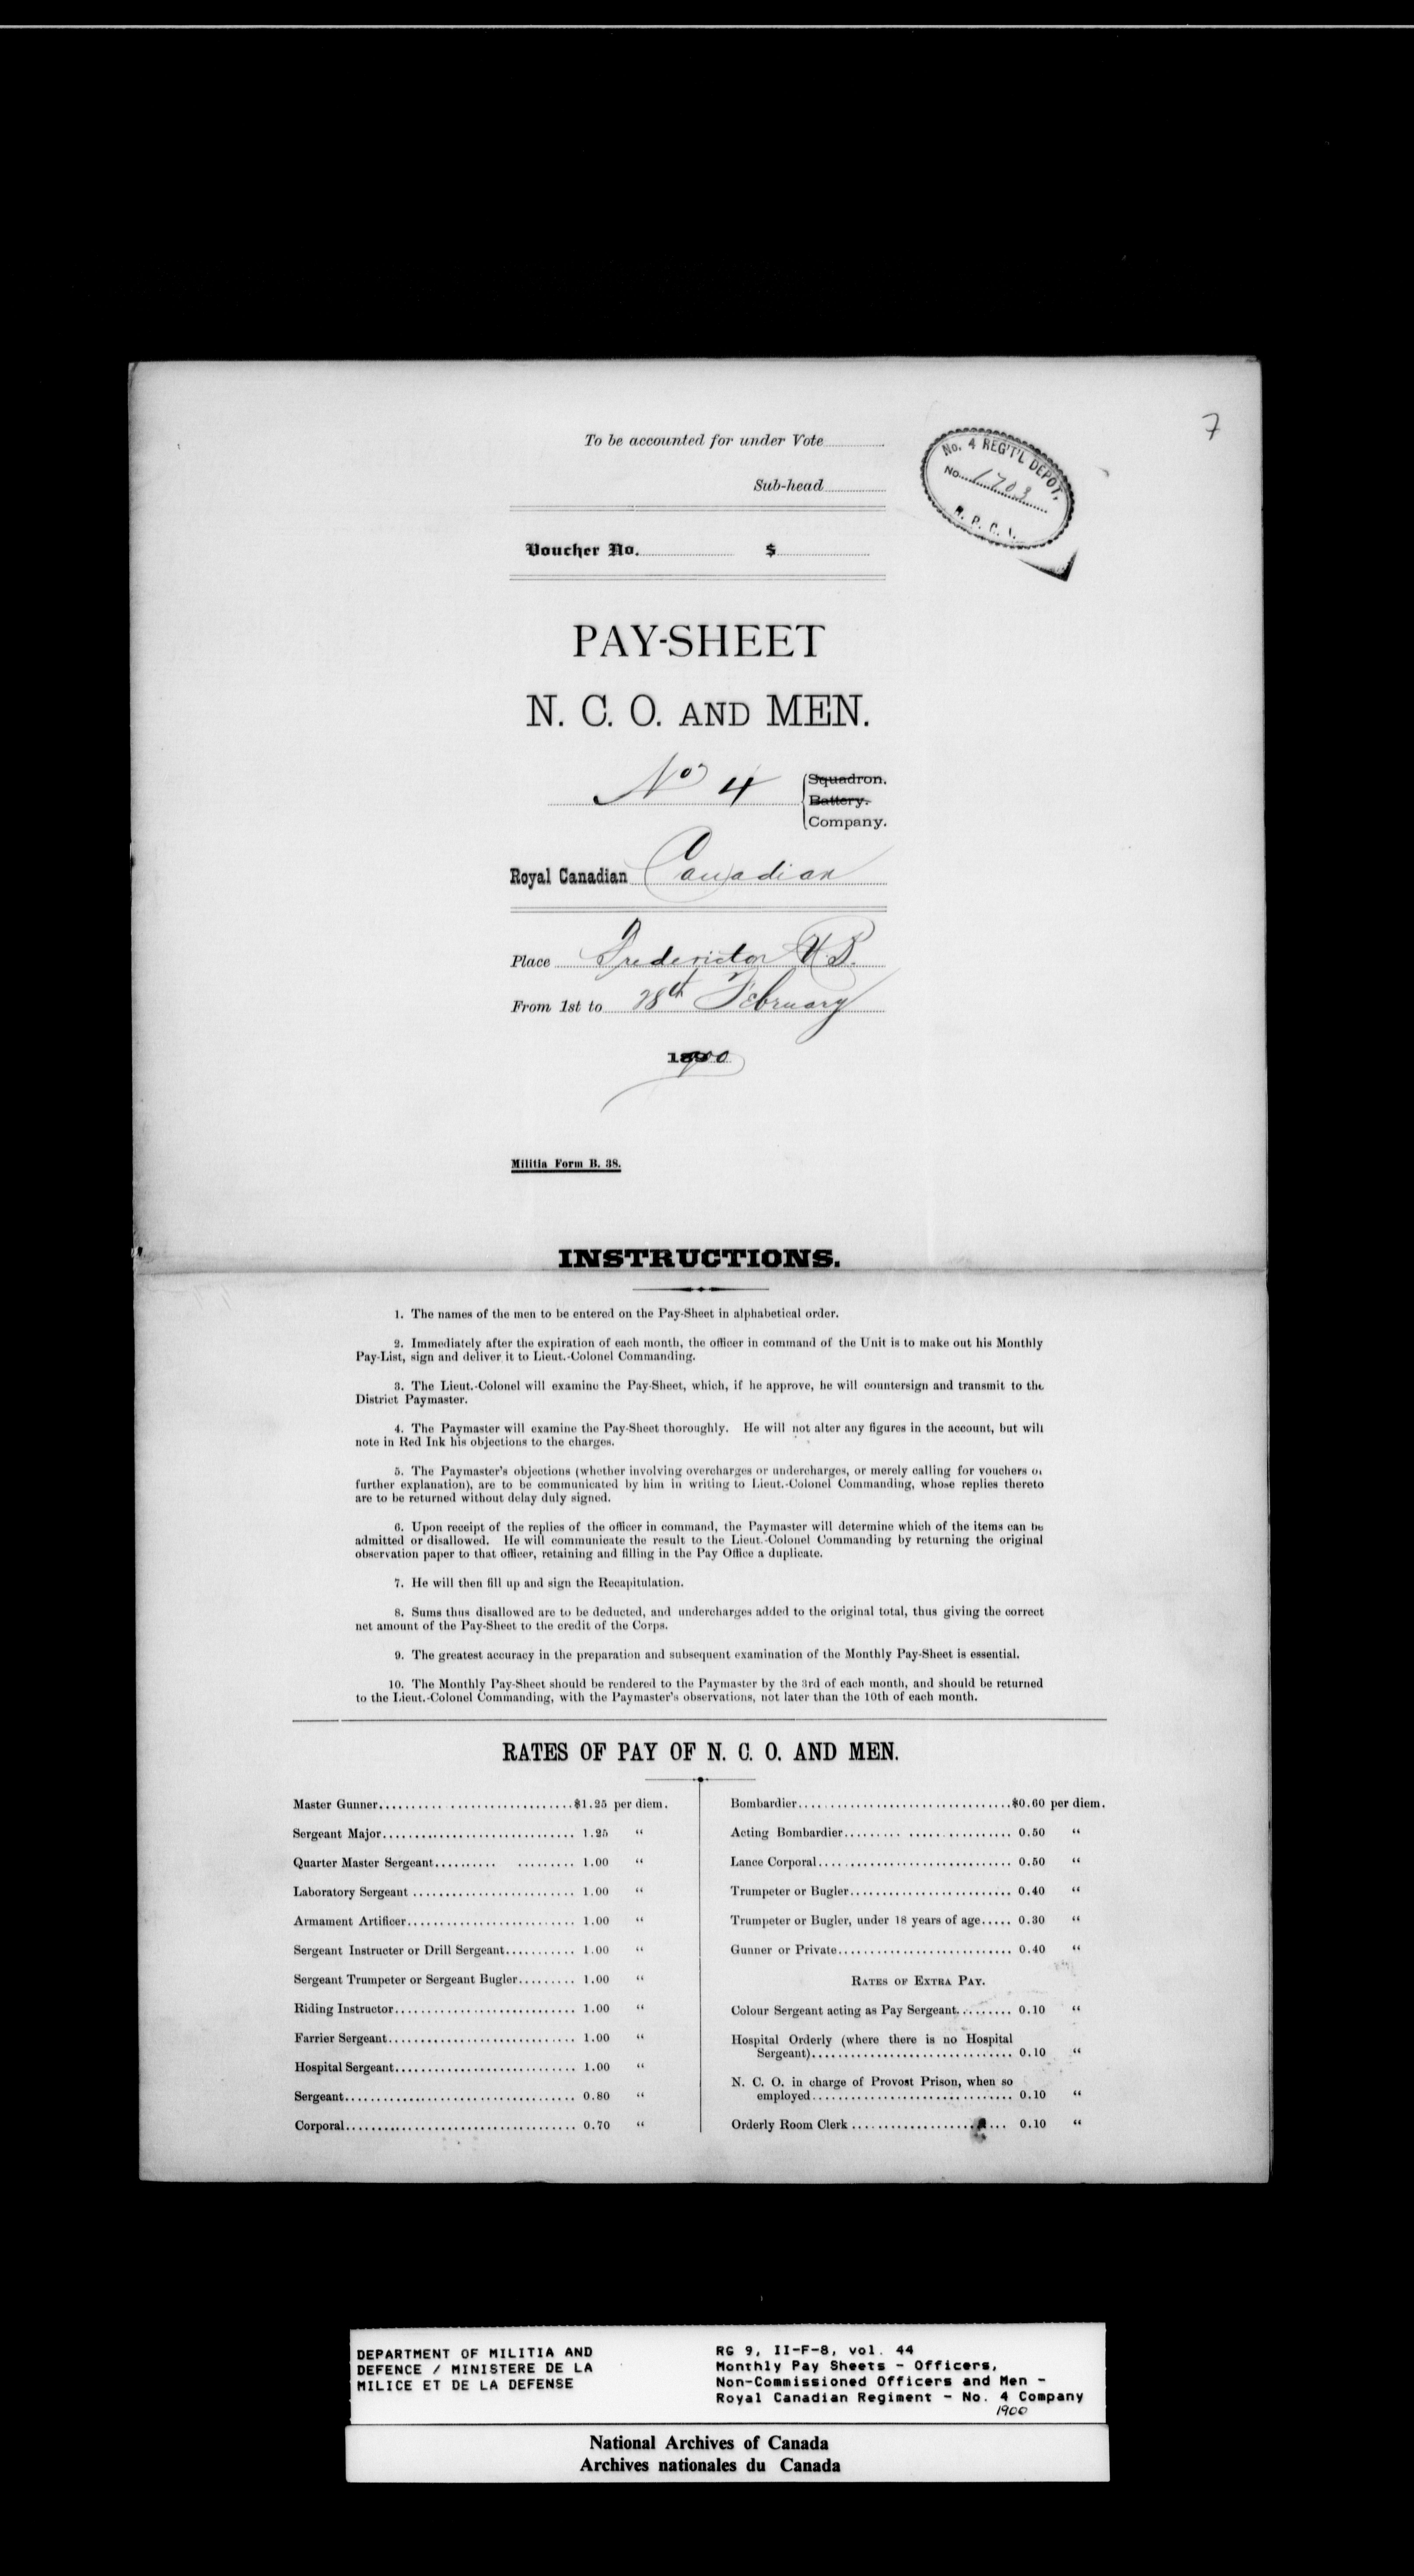 7
To be accounted for under Vote
Sub-head
No. 4 REG'T'L DEPOT,
No. 1703
R. R. C. I.
Voucher No. $
PAY-SHEET
N. C. O. AND MEN.
No 4
Squadron.
Battery.
Company.
Royal Canadian Canadian
Place Fredericton N.B.
From 1st to 28th February
1900
Militia Form B. 38.
INSTRUCTIONS.
1. The names of the men to be entered on the Pay-Sheet in alphabetical order.
2. Immediately after the expiration of each month, the officer in command of the Unit is to make out his Monthly
Pay-List, sign and deliver it to Lieut.-Colonel Commanding.
3. The Lieut.-Colonel will examine the Pay-Sheet, which, if he approve, he will countersign and transmit to the
District Paymaster.
4. The Paymaster will examine the Pay-Sheet thoroughly. He will not alter any figures in the account, but will
note in Red Ink his objections to the charges.
5. The Paymaster's objections (whether involving overcharges or undercharges, or merely calling for vouchers or
further explanation), are to be communicated by him in writing to Lieut.-Colonel Commanding, whose replies thereto
are to be returned without delay duly signed.
6. Upon receipt of the replies of the officer in command, the Paymaster will determine which of the items can be
admitted or disallowed. He will communicate the result to the Lieut.-Colonel Commanding by returning the original
observation paper to that officer, retaining and filling in the Pay Office a duplicate.
7. He will then fill up and sign the Recapitulation.
8. Sums thus disallowed are to be deducted, and undercharges added to the original total, thus giving the correct
net amount of the Pay-Sheet to the credit of the Corps.
9. The greatest accuracy in the preparation and subsequent examination of the Monthly Pay-Sheet is essential.
10. The Monthly Pay-Sheet should be rendered to the Paymaster by the 3rd of each month, and should be returned
to the Lieut.-Colonel Commanding, with the Paymaster's observations, not later than the 10th of each month.
RATES OF PAY OF N. C. O. AND MEN.
Master Gunner $1.25 per diem.
Sergeant Major 1.25 "
Quarter Master Sergeant 1.00 "
Laboratory Sergeant 1.00 "
Armament Artificer 1.00 "
Sergeant Instructer or Drill Sergeant 1.00 "
Sergeant Trumpeter or Sergeant Bugler 1.00 "
Riding Instructor 1.00 "
Farrier Sergeant 1.00 "
Hospital Sergeant 1.00 "
Sergeant 0.80 "
Corporal 0.70 "
Bombardier $0.60 per diem.
Acting Bombardier 0.50 "
Lance Corporal 0.50 "
Trumpeter or Bugler 0.40 "
Trumpeter or Bugler, under 18 years of age 0.30 "
Gunner or Private 0.40 "
RATES OF EXTRA PAY.
Colour Sergeant acting as Pay Sergeant 0.10 "
Hospital Orderly (where there is no Hospital
Sergeant) 0.10 "
N. C. O. in charge of Provost Prison, when so
employed 0.10 "
Orderly Room Clerk 0.10 "
DEPARTMENT OF MILITIA AND
DEFENCE / MINISTERE DE LA
MILICE ET DE LA DEFENSE
RG 9, II-F-8, vol. 44
Monthly Pay Sheets - Officers,
Non-Commissioned Officers and Men -
Royal Canadian Regiment - No. 4 Company
1900
National Archives of Canada
Archives nationales du Canada